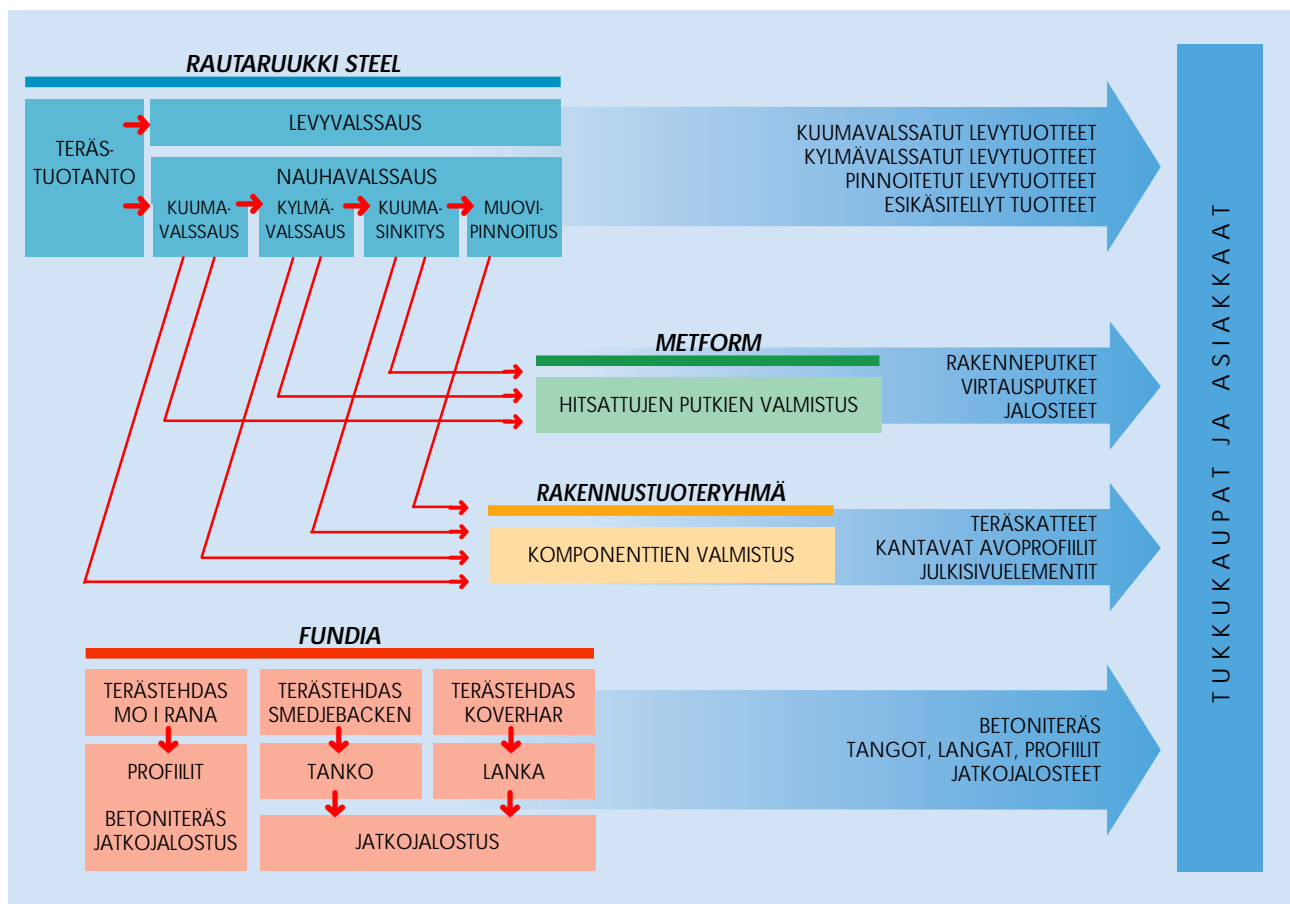 RAUTARUUKKI STEEL
TERÄS-
TUOTANTO
LEVYVALSSAUS
NAUHAVALSSAUS
KUUMA-
VALSSAUS
KYLMÄ-
VALSSAUS
KUUMA-
SINKITYS
MUOVI-
PINNOITUS
KUUMAVALSSATUT LEVYTUOTTEET
KYLMÄVALSSATUT LEVYTUOTTEET
PINNOITETUT LEVYTUOTTEET
ESIKÄSITELLYT TUOTTEET
METFORM
HITSATTUJEN PUTKIEN VALMISTUS
RAKENNEPUTKET
VIRTAUSPUTKET
JALOSTEET
RAKENNUSTUOTERYHMÄ
KOMPONENTTIEN VALMISTUS
TERÄSKATTEET
KANTAVAT AVOPROFIILIT
JULKISIVUELEMENTIT
FUNDIA
TERÄSTEHDAS
MO I RANA
PROFIILIT
BETONITERÄS
JATKOJALOSTUS
TERÄSTEHDAS
SMEDJEBACKEN
TANKO
TERÄSTEHDAS
KOVERHAR
LANKA
JATKOJALOSTUS
BETONITERÄS
TANGOT, LANGAT, PROFIILIT
JATKOJALOSTEET
TUKKUKAUPAT JA ASIAKKAAT